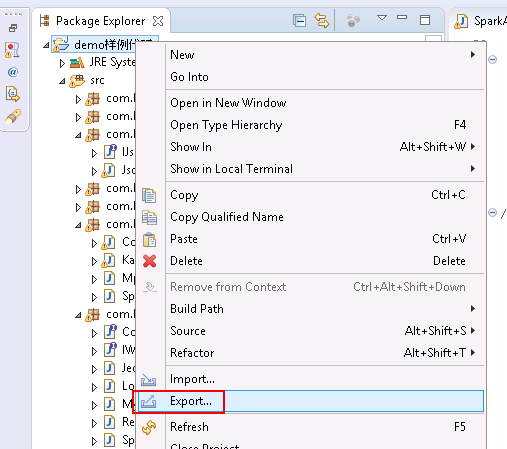 Package Explorer
SparkA
demo样例代码
JRE Syste
src
com.
com.
com.
IJs
Jso
com.
com.
com.
Co
Ka
Mp
Sp
com.
Co
IW
Jec
Lo
Re
Sp
New
Go Into
Open in New Window
Open Type Hierarchy F4
Show In Alt+Shift+W
Show in Local Terminal
Copy Ctrl+C
Copy Qualified Name
Paste Ctrl+V
Delete Delete
Remove from Context Ctrl+Alt+Shift+Down
Build Path
Source Alt+Shift+S
Refactor Alt+Shift+T
Import...
Export...
Refresh F5
Close Project